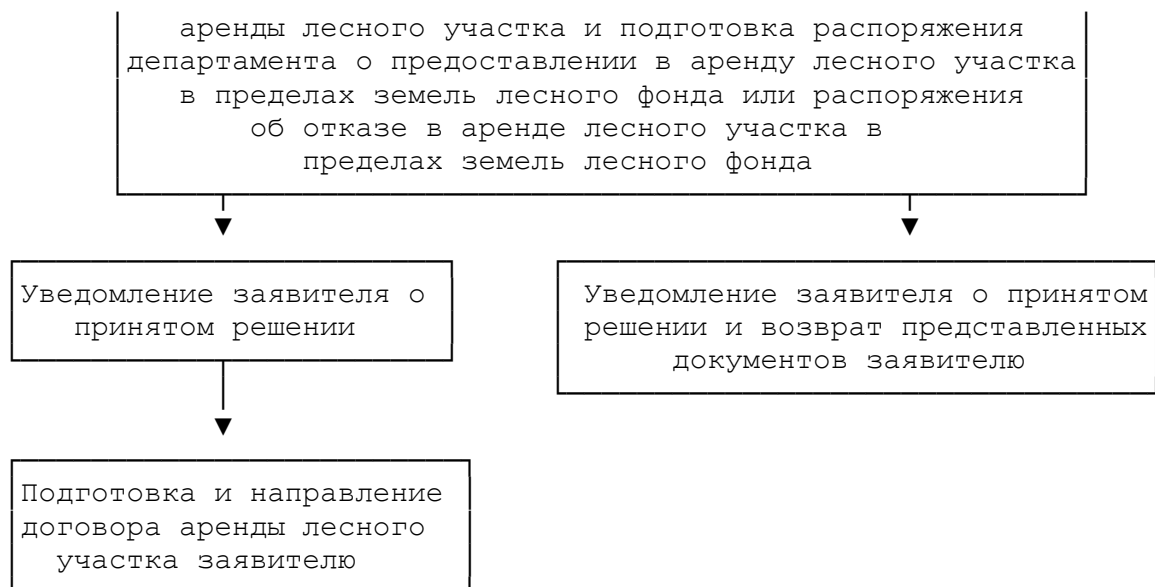 аренды лесного участка и подготовка распоряжения
департамента о предоставлении в аренду лесного участка
в пределах земель лесного фонда или распоряжения
об отказе в аренде лесного участка в
пределах земель лесного фонда
Уведомление заявителя о
принятом решении
Уведомление заявителя о принятом
решении и возврат представленных
документов заявителю
Подготовка и направление
договора аренды лесного
участка заявителю